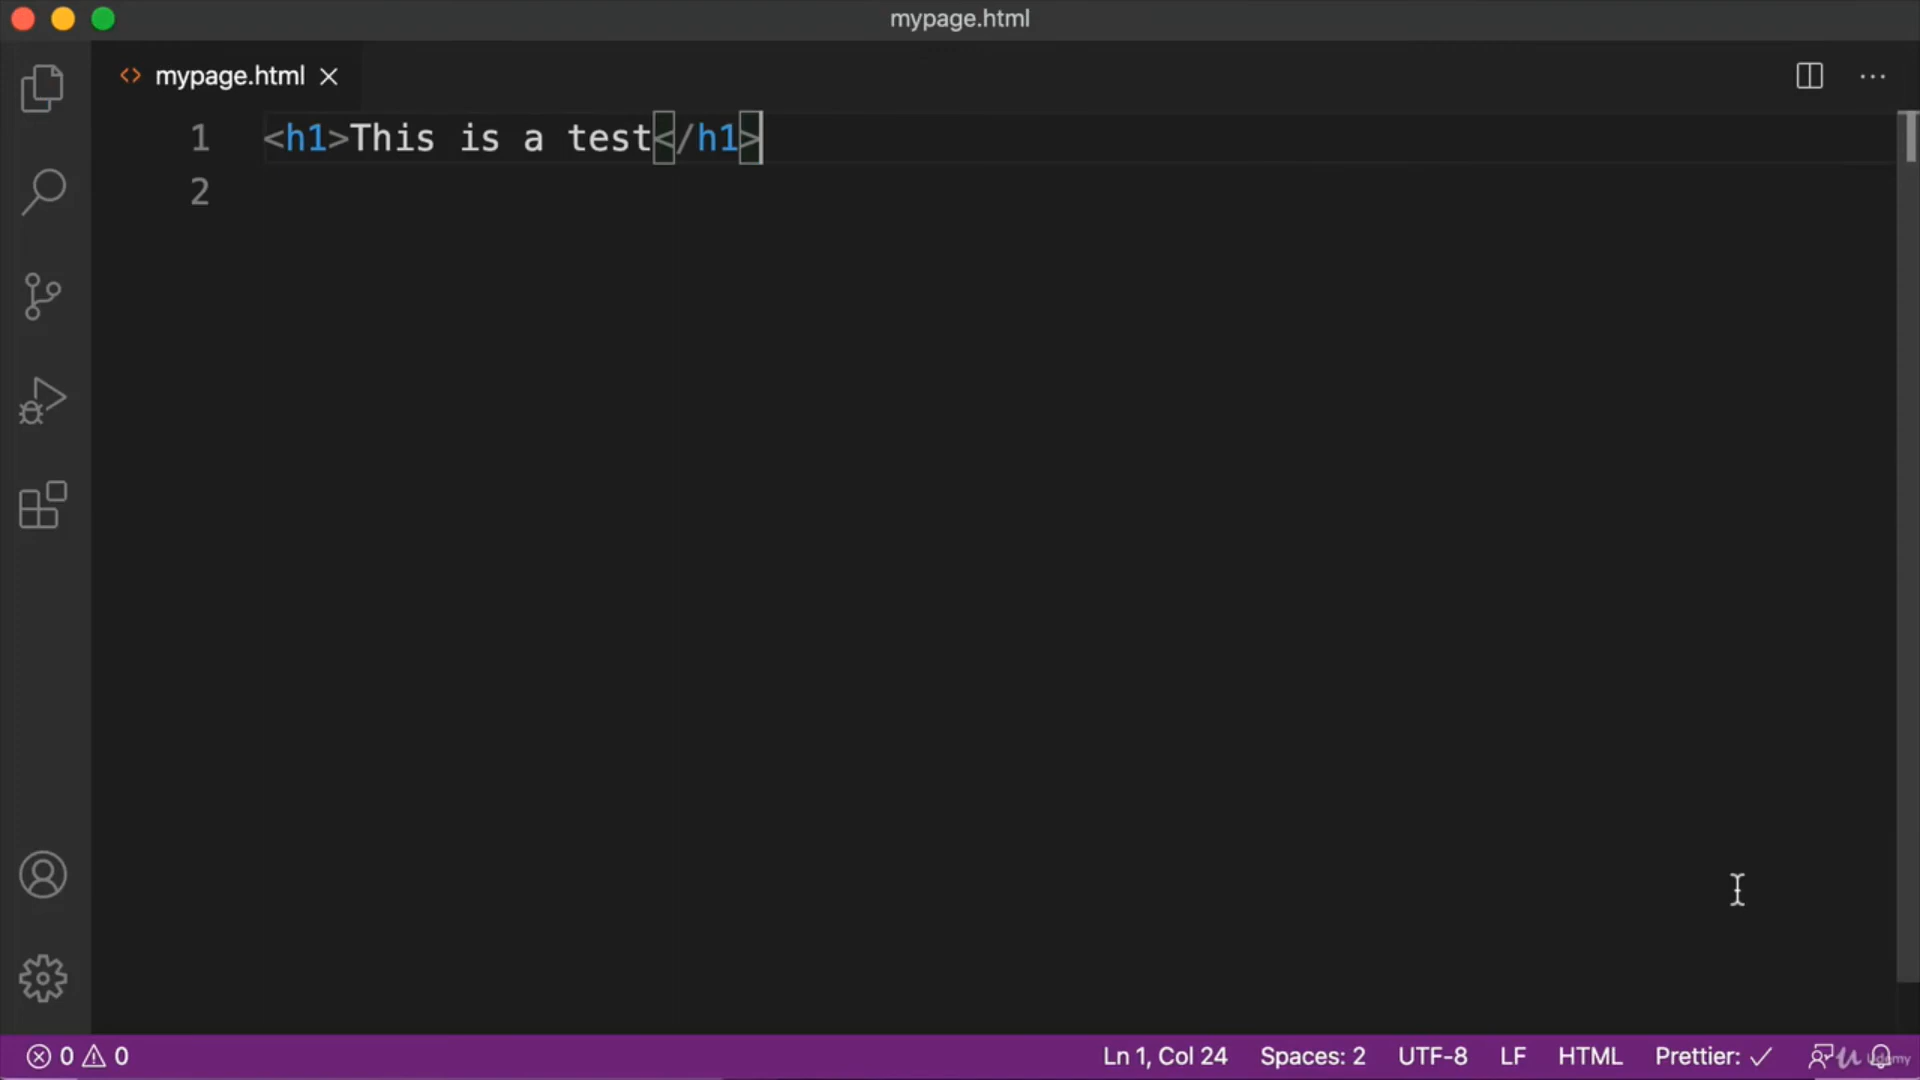 mypage.html
mypage.html
1 <h1>This is a test</h1>
2
0 0 Ln 1, Col 24 Spaces: 2 UTF-8 LF HTML Prettier: Udemy